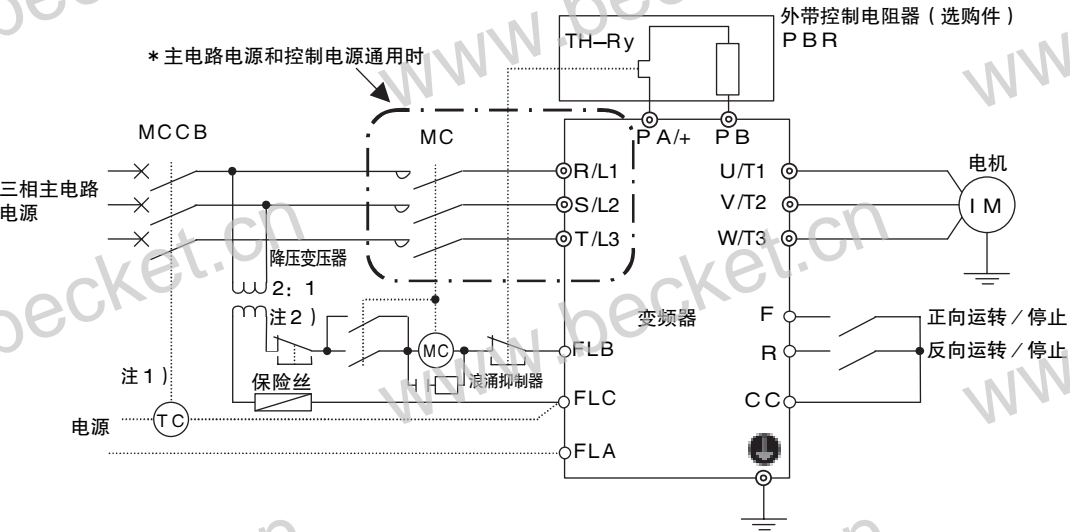 外带控制电阻器（选购件）
PBR
TH–Ry
*主电路电源和控制电源通用时
MCCB
MC
PA/+
PB
三相主电路
电源
R/L1
S/L2
T/L3
U/T1
V/T2
W/T3
电机
IM
降压变压器
2：1
注2）
变频器
F
正向运转／停止
R
反向运转／停止
MC
FLB
浪涌抑制器
注1）
保险丝
FLC
CC
电源
TC
FLA
www.becket.cn
www.becket.cn